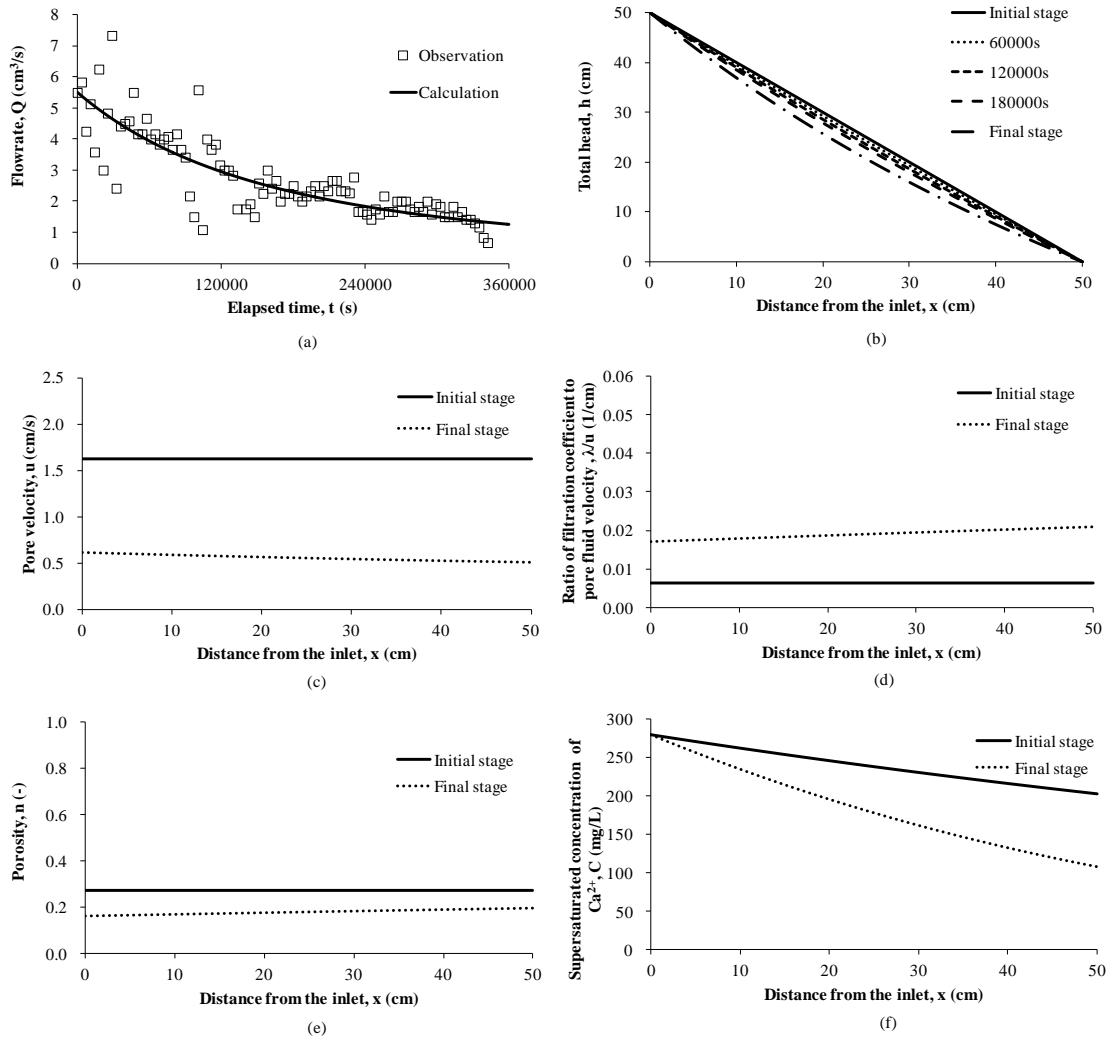 8
7
6
5
4
3
2
1
0
Flowrate, Q (cm³/s)
Observation
Calculation
0
120000
240000
360000
Elapsed time, t (s)
(a)
50
40
30
20
10
0
Total head, h (cm)
Initial stage
60000s
120000s
180000s
Final stage
0
10
20
30
40
50
Distance from the inlet, x (cm)
(b)
2.5
2.0
1.5
1.0
0.5
0.0
Pore velocity, u (cm/s)
Initial stage
Final stage
0
10
20
30
40
50
Distance from the inlet, x (cm)
(c)
0.06
0.05
0.04
0.03
0.02
0.01
0.00
Ratio of filtration coefficient to
pore fluid velocity , λ/u (1/cm)
Initial stage
Final stage
0
10
20
30
40
50
Distance from the inlet, x (cm)
(d)
1.0
0.8
0.6
0.4
0.2
0.0
Porosity, n (-)
Initial stage
Final stage
0
10
20
30
40
50
Distance from the inlet, x (cm)
(e)
300
250
200
150
100
50
0
Supersaturated concentration of
Ca²⁺, C (mg/L)
Initial stage
Final stage
0
10
20
30
40
50
Distance from the inlet, x (cm)
(f)